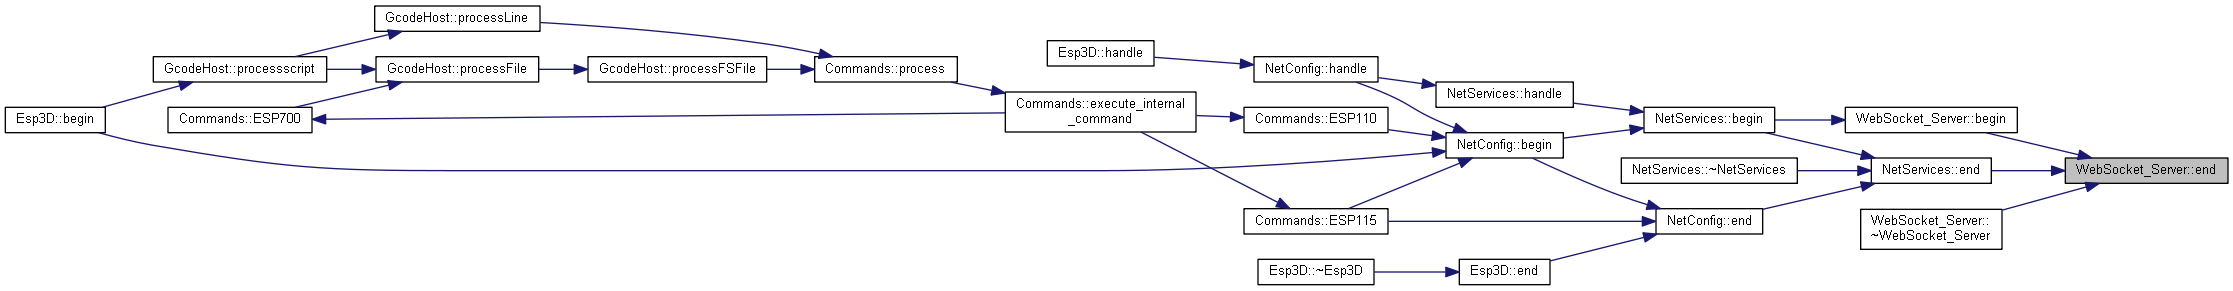 GcodeHost::processLine
Esp3D::handle
GcodeHost::processscript
GcodeHost::processFile
GcodeHost::processFSFile
Commands::process
NetConfig::handle
NetServices::handle
Commands::execute_internal
_command
Esp3D::begin
Commands::ESP700
Commands::ESP110
NetServices::begin
WebSocket_Server::begin
NetConfig::begin
NetServices::~NetServices
NetServices::end
WebSocket_Server::end
Commands::ESP115
NetConfig::end
WebSocket_Server::
~WebSocket_Server
Esp3D::~Esp3D
Esp3D::end